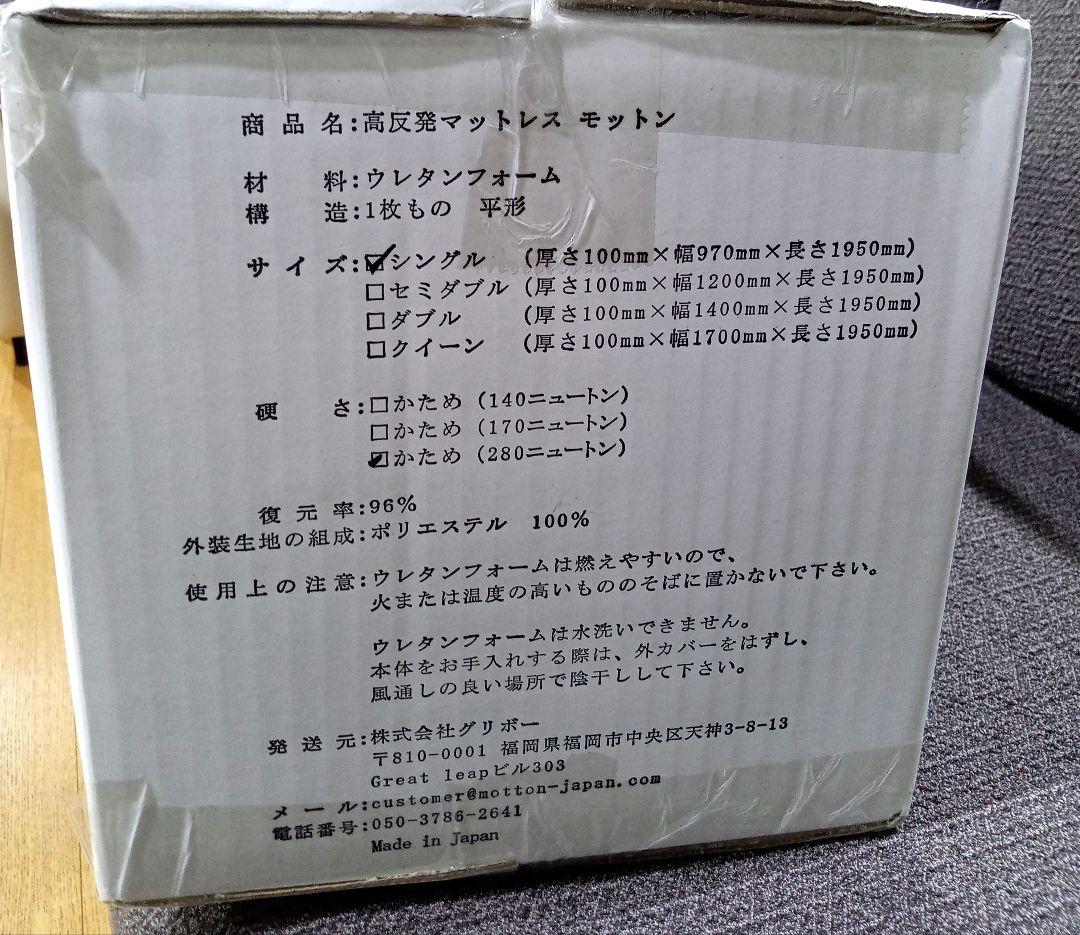 商品名:高反発マットレス モットン
材料:ウレタンフォーム
構造:1枚もの 平形
サイズ:☑シングル (厚さ100mm×幅970mm×長さ1950mm)
□セミダブル (厚さ100mm×幅1200mm×長さ1950mm)
□ダブル (厚さ100mm×幅1400mm×長さ1950mm)
□クイーン (厚さ100mm×幅1700mm×長さ1950mm)
硬さ:□かため (140ニュートン)
□かため (170ニュートン)
☑かため (280ニュートン)
復元率:96%
外装生地の組成:ポリエステル 100%
使用上の注意:ウレタンフォームは燃えやすいので、
火または温度の高いもののそばに置かないで下さい。
ウレタンフォームは水洗いできません。
本体をお手入れする際は、外カバーをはずし、
風通しの良い場所で陰干しして下さい。
発送元:株式会社グリボー
〒810-0001 福岡県福岡市中央区天神3-8-13
Great leapビル303
メール:customer@motton-japan.com
電話番号:050-3786-2641
Made in Japan